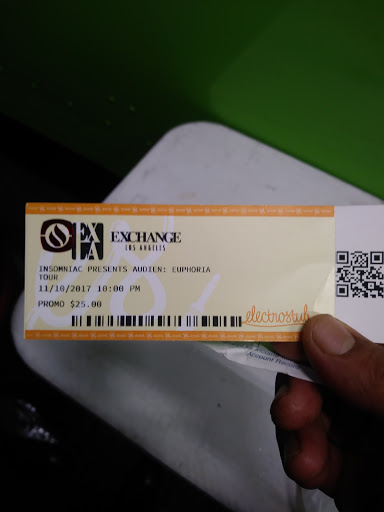 EX
LA
EXCHANGE
LOS ANGELES
INSOMNIAC PRESENTS AUDIEN: EUPHORIA
TOUR
11/10/2017 10:00 PM
PROMO $25.00
electrostub